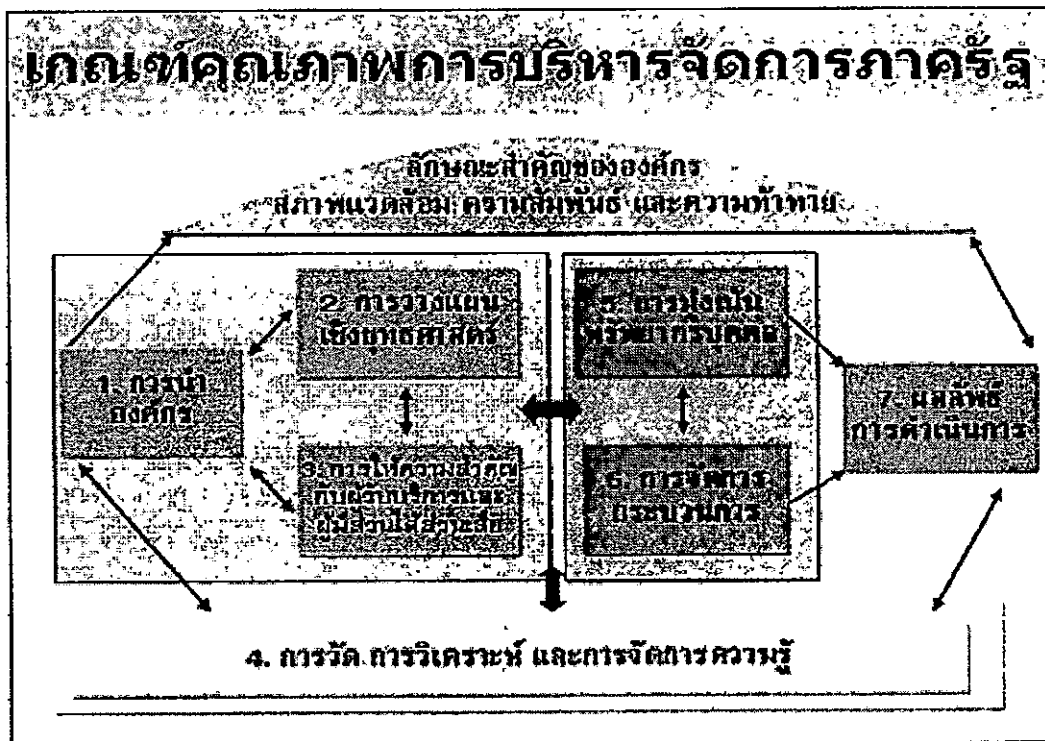 เกณฑ์คุณภาพการบริหารจัดการภาครัฐ
ลักษณะสำคัญขององค์กร
สภาพแวดล้อม ความสัมพันธ์ และความท้าทาย
2. การวางแผน
เชิงยุทธศาสตร์
5. การมุ่งเน้น
ทรัพยากรบุคคล
1. การนำ
องค์กร
7. ผลลัพธ์
การดำเนินการ
3. การให้ความสำคัญ
กับผู้รับบริการและ
ผู้มีส่วนได้ส่วนเสีย
6. การจัดการ
กระบวนการ
4. การวัด การวิเคราะห์ และการจัดการความรู้